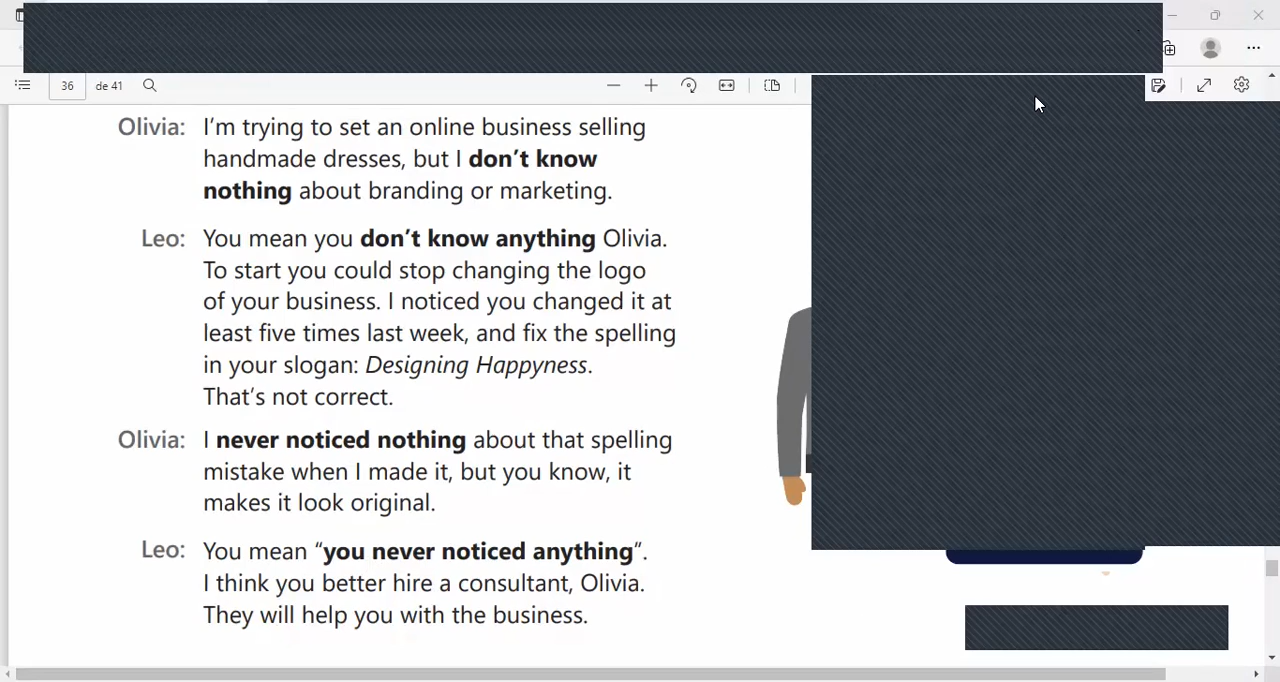 36 de 41
Olivia: I'm trying to set an online business selling
handmade dresses, but I don't know
nothing about branding or marketing.
Leo: You mean you don't know anything Olivia.
To start you could stop changing the logo
of your business. I noticed you changed it at
least five times last week, and fix the spelling
in your slogan: Designing Happyness.
That's not correct.
Olivia: I never noticed nothing about that spelling
mistake when I made it, but you know, it
makes it look original.
Leo: You mean “you never noticed anything”.
I think you better hire a consultant, Olivia.
They will help you with the business.